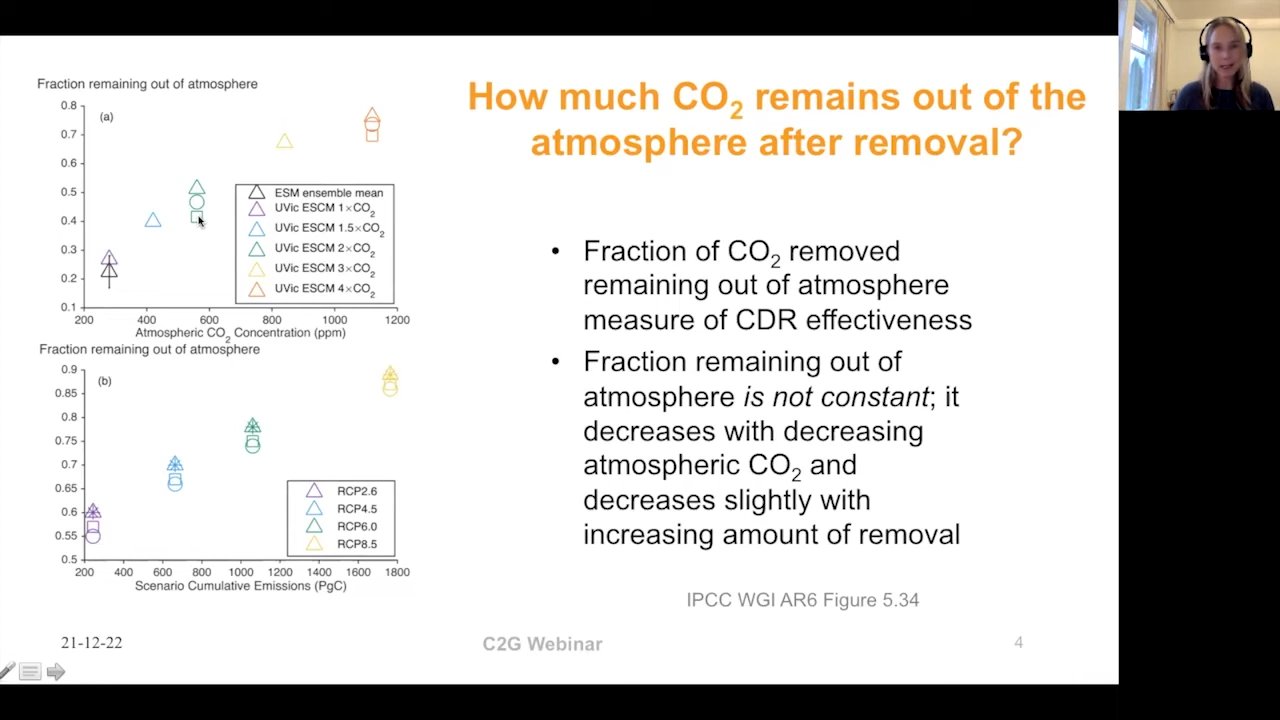 How much CO2 remains out of the
atmosphere after removal?
Fraction remaining out of atmosphere
(a)
0.8
0.7
0.6
0.5
0.4
0.3
0.2
0.1
200 400 600 800 1000 1200
Atmospheric CO2 Concentration (ppm)
ESM ensemble mean
UVic ESCM 1×CO2
UVic ESCM 1.5×CO2
UVic ESCM 2×CO2
UVic ESCM 3×CO2
UVic ESCM 4×CO2
Fraction remaining out of atmosphere
(b)
0.9
0.85
0.8
0.75
0.7
0.65
0.6
0.55
0.5
200 400 600 800 1000 1200 1400 1600 1800
Scenario Cumulative Emissions (PgC)
RCP2.6
RCP4.5
RCP6.0
RCP8.5
• Fraction of CO2 removed
remaining out of atmosphere
measure of CDR effectiveness
• Fraction remaining out of
atmosphere is not constant; it
decreases with decreasing
atmospheric CO2 and
decreases slightly with
increasing amount of removal
IPCC WGI AR6 Figure 5.34
21-12-22
C2G Webinar
4